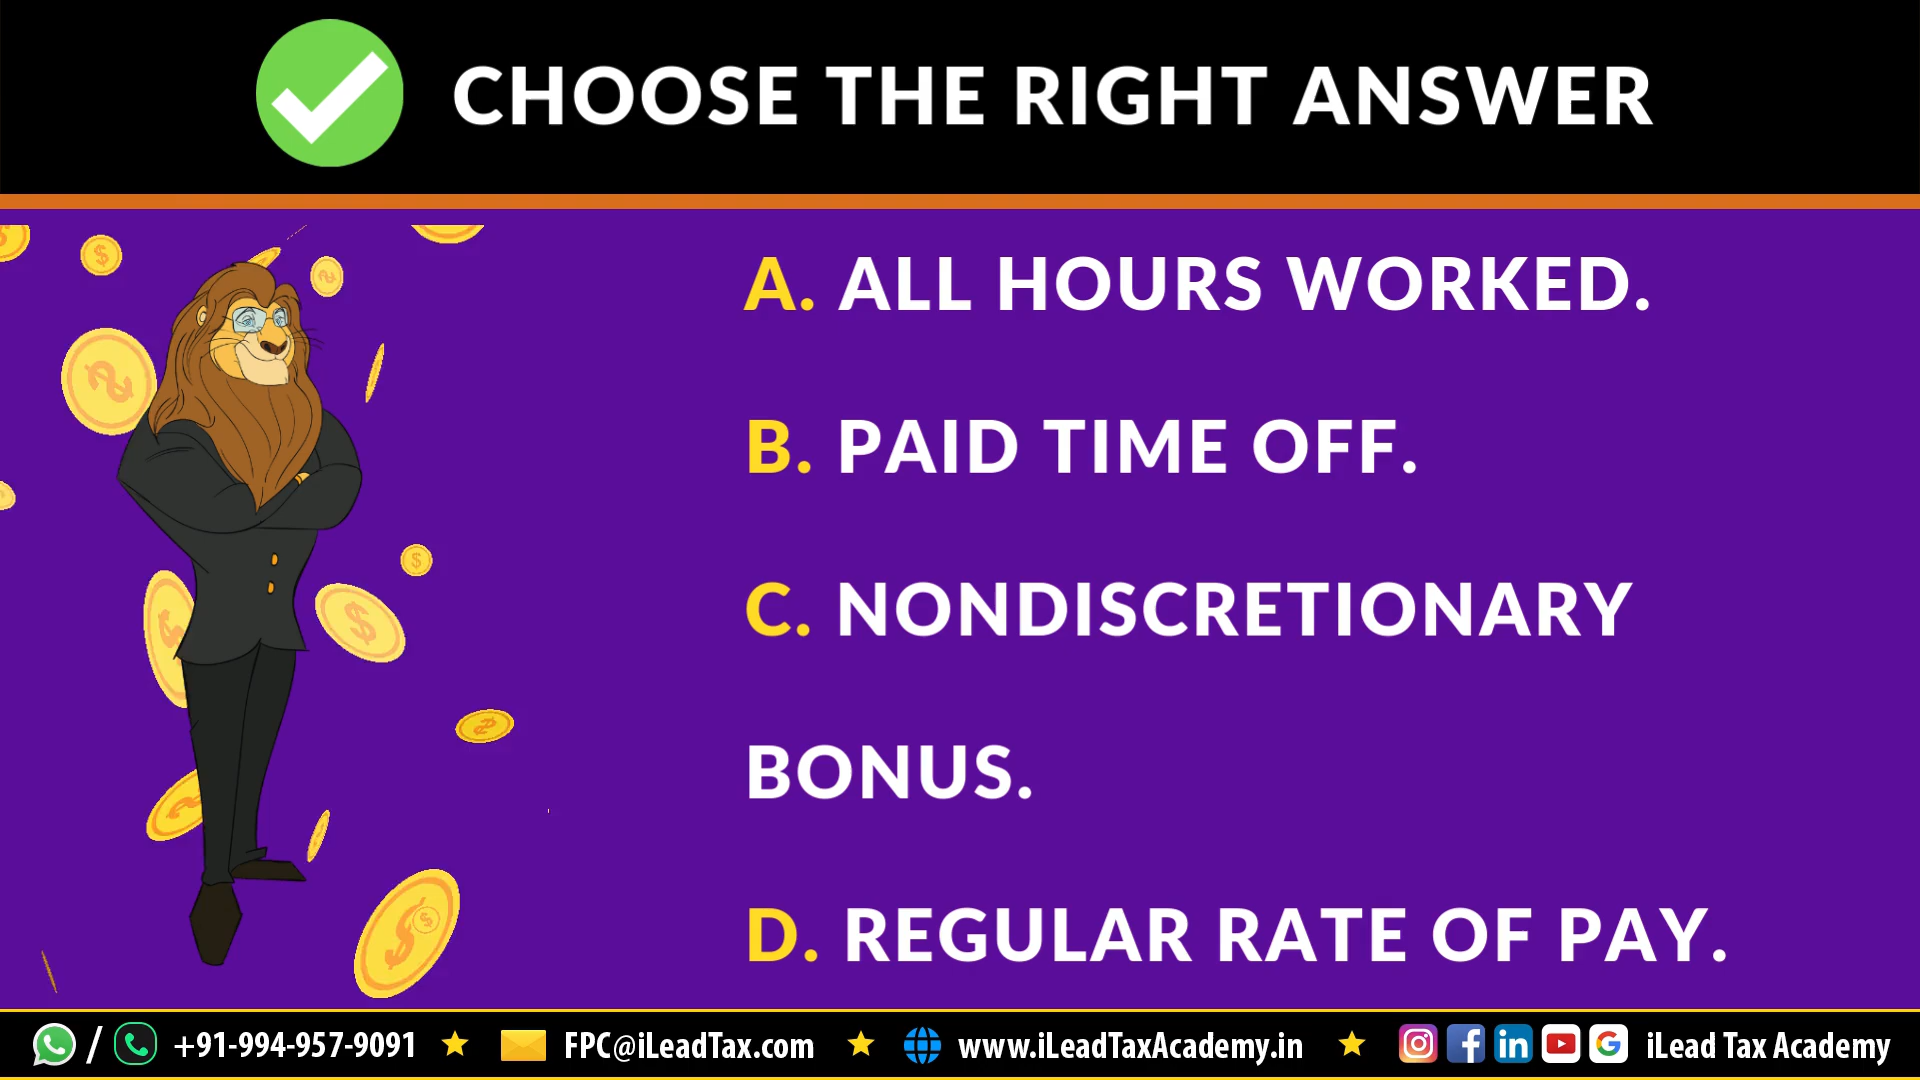 CHOOSE THE RIGHT ANSWER
A. ALL HOURS WORKED.
B. PAID TIME OFF.
C. NONDISCRETIONARY
BONUS.
D. REGULAR RATE OF PAY.
/ +91-994-957-9091 FPC@iLeadTax.com www.iLeadTaxAcademy.in iLead Tax Academy